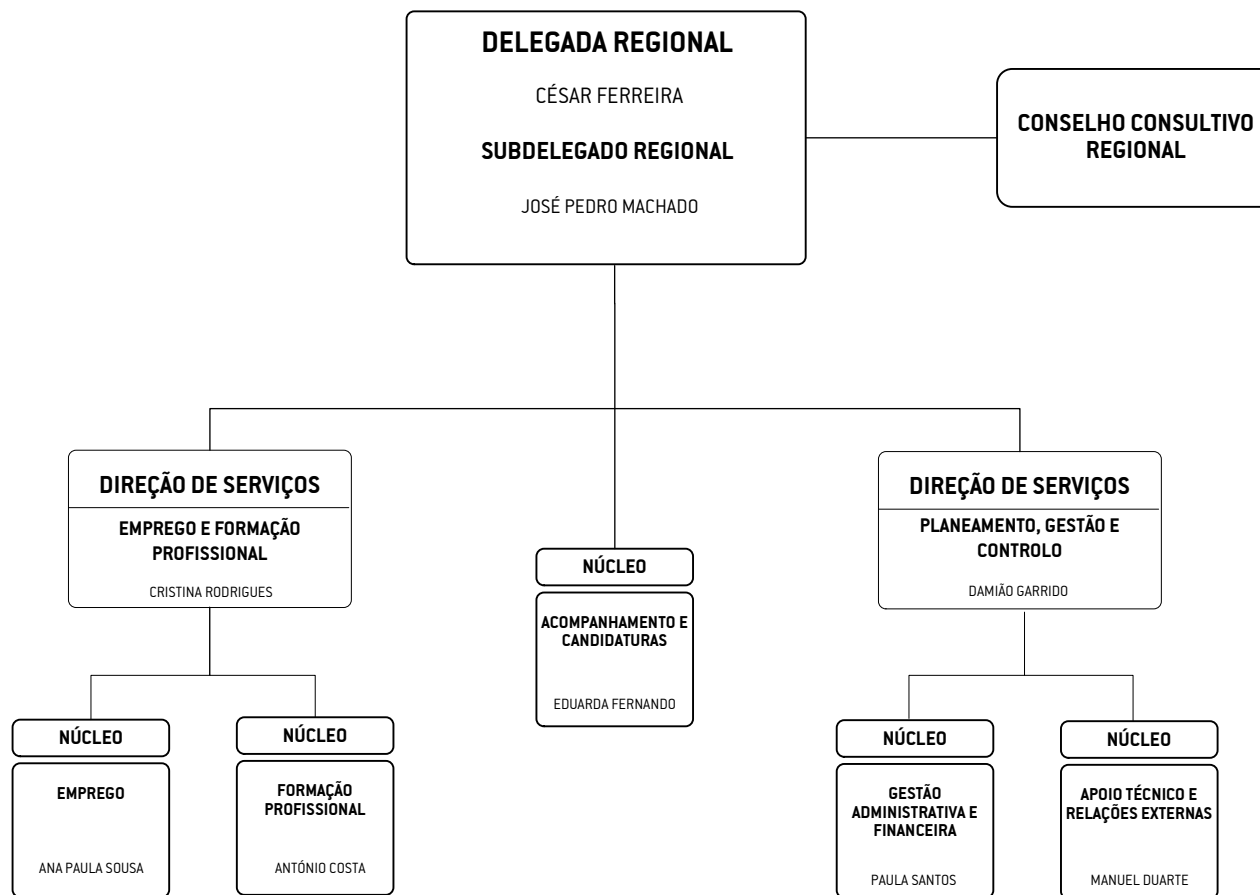 DELEGADA REGIONAL
CÉSAR FERREIRA
SUBDELEGADO REGIONAL
JOSÉ PEDRO MACHADO
CONSELHO CONSULTIVO
REGIONAL
DIREÇÃO DE SERVIÇOS
EMPREGO E FORMAÇÃO
PROFISSIONAL
CRISTINA RODRIGUES
NÚCLEO
EMPREGO
ANA PAULA SOUSA
NÚCLEO
FORMAÇÃO
PROFISSIONAL
ANTÓNIO COSTA
NÚCLEO
ACOMPANHAMENTO E
CANDIDATURAS
EDUARDA FERNANDO
DIREÇÃO DE SERVIÇOS
PLANEAMENTO, GESTÃO E
CONTROLO
DAMIÃO GARRIDO
NÚCLEO
GESTÃO
ADMINISTRATIVA E
FINANCEIRA
PAULA SANTOS
NÚCLEO
APOIO TÉCNICO E
RELAÇÕES EXTERNAS
MANUEL DUARTE